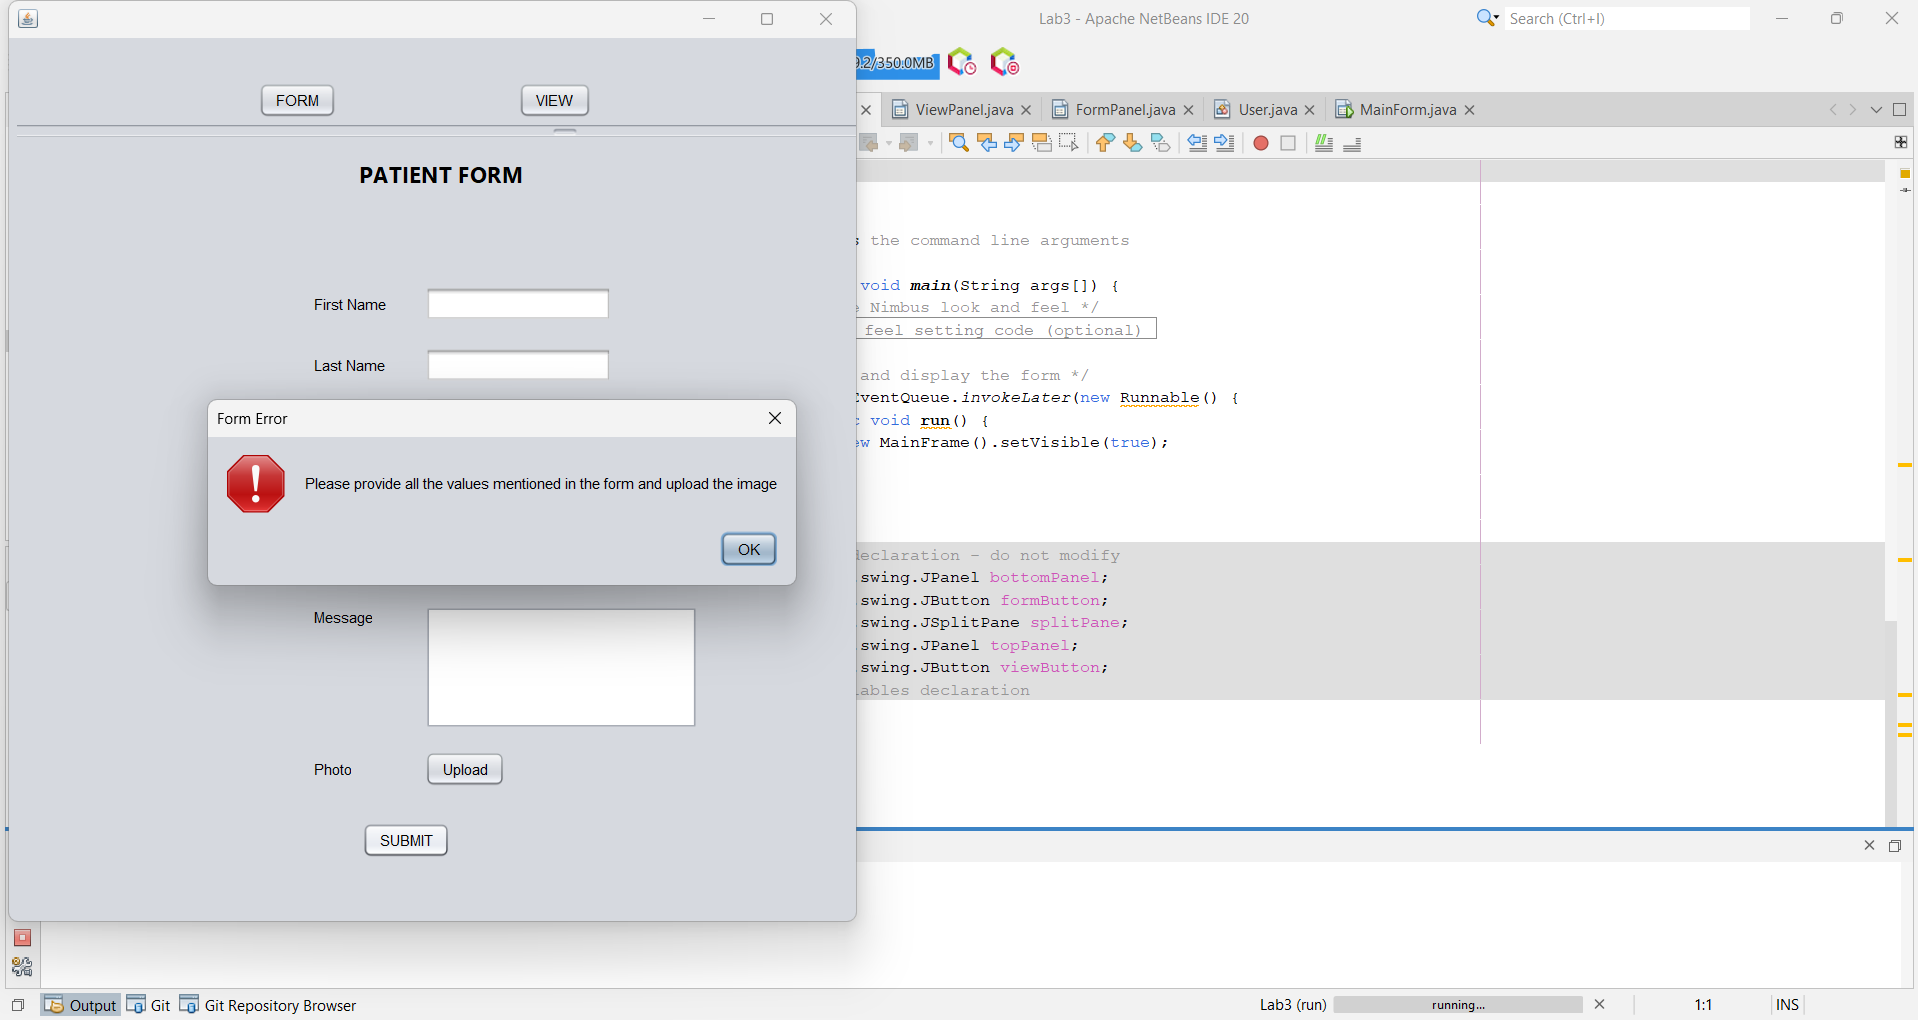 Lab3 - Apache NetBeans IDE 20
Search (Ctrl+I)
9.2/350.0MB
FORM
VIEW
ViewPanel.java
FormPanel.java
User.java
MainForm.java
PATIENT FORM
First Name
Last Name
Form Error
Please provide all the values mentioned in the form and upload the image
OK
Message
Photo
Upload
SUBMIT
the command line arguments
void main(String args[]) {
Nimbus look and feel */
feel setting code (optional)
and display the form */
EventQueue.invokeLater(new Runnable() {
void run() {
MainFrame().setVisible(true);
declaration - do not modify
swing.JPanel bottomPanel;
swing.JButton formButton;
swing.JSplitPane splitPane;
swing.JPanel topPanel;
swing.JButton viewButton;
declaration
Output
Git
Git Repository Browser
Lab3 (run)
running...
1:1
INS